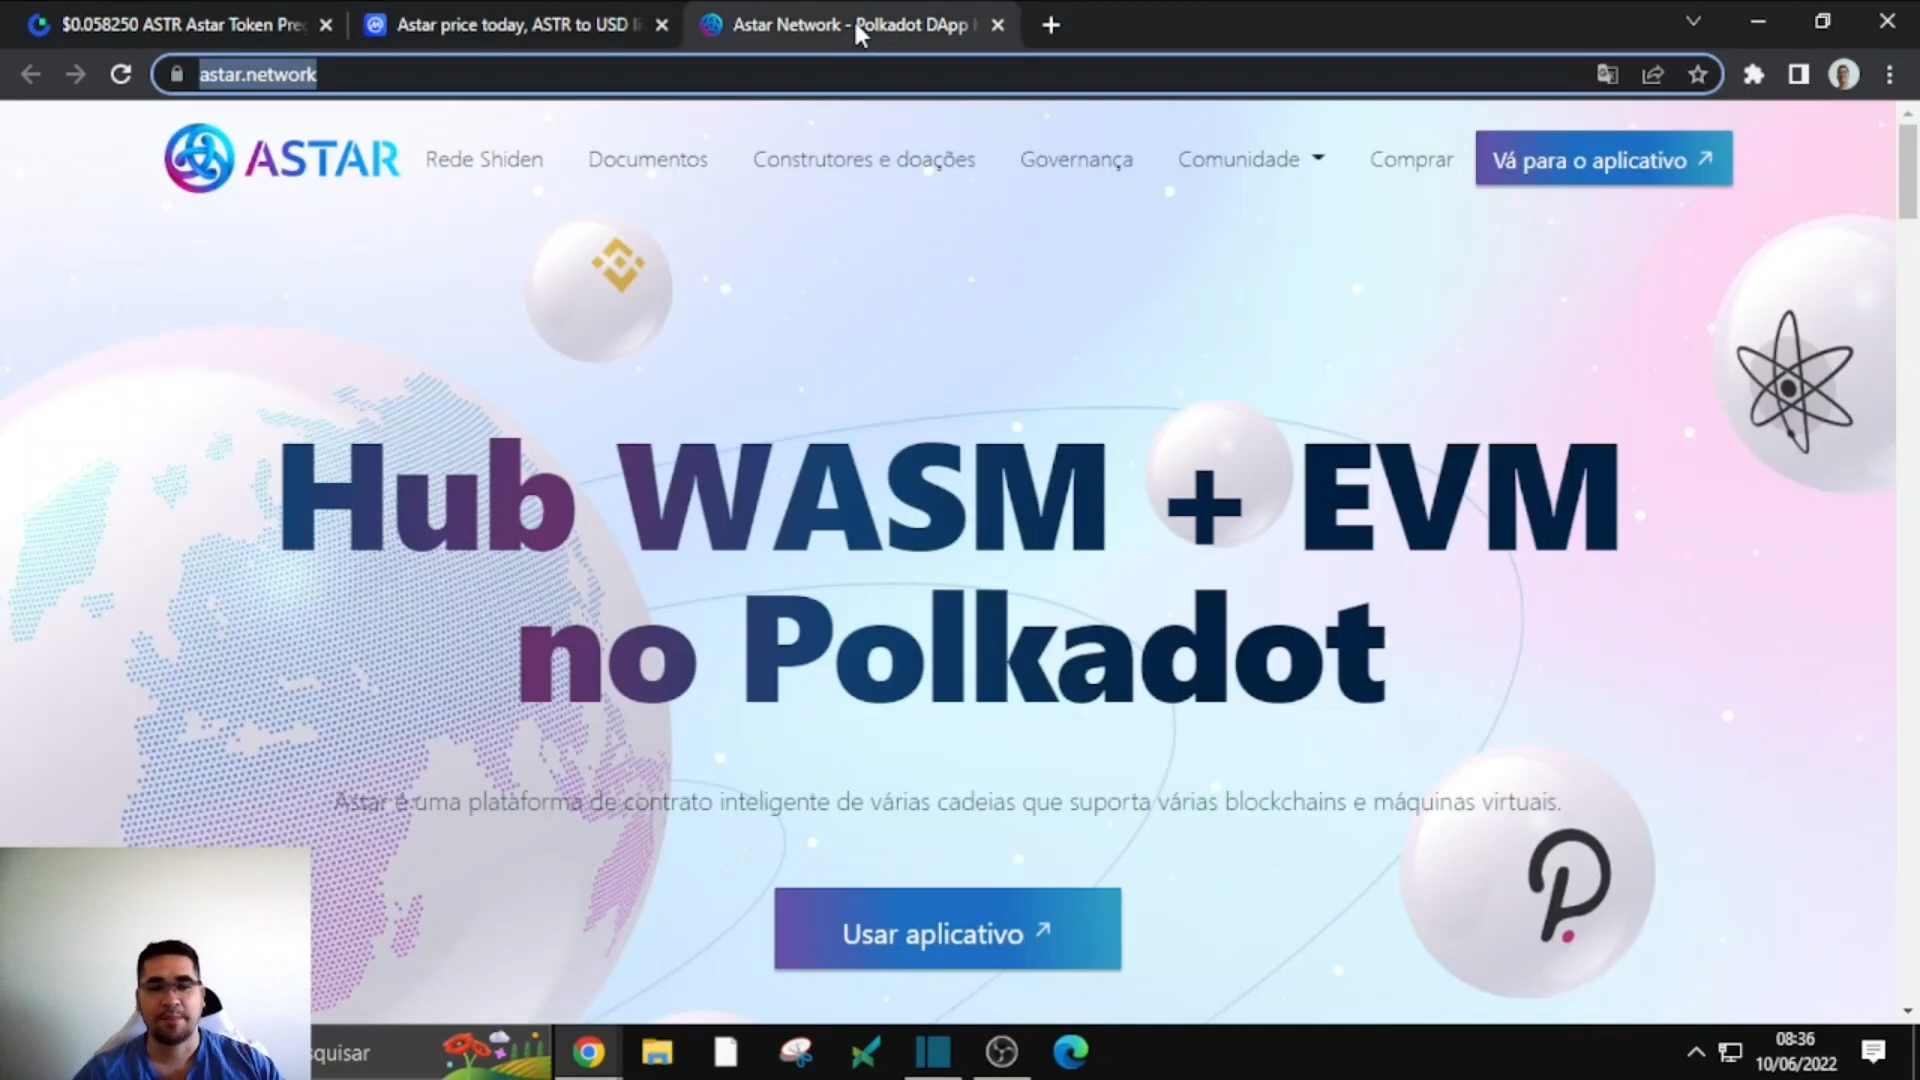 $0.058250 ASTR Astar Token Pre
Astar price today, ASTR to USD li
Astar Network - Polkadot DApp
astar.network
ASTAR
Rede Shiden
Documentos
Construtores e doações
Governança
Comunidade
Comprar
Vá para o aplicativo
Hub WASM + EVM
no Polkadot
Astar é uma plataforma de contrato inteligente de várias cadeias que suporta várias blockchains e máquinas virtuais.
Usar aplicativo
squisar
08:36
10/06/2022